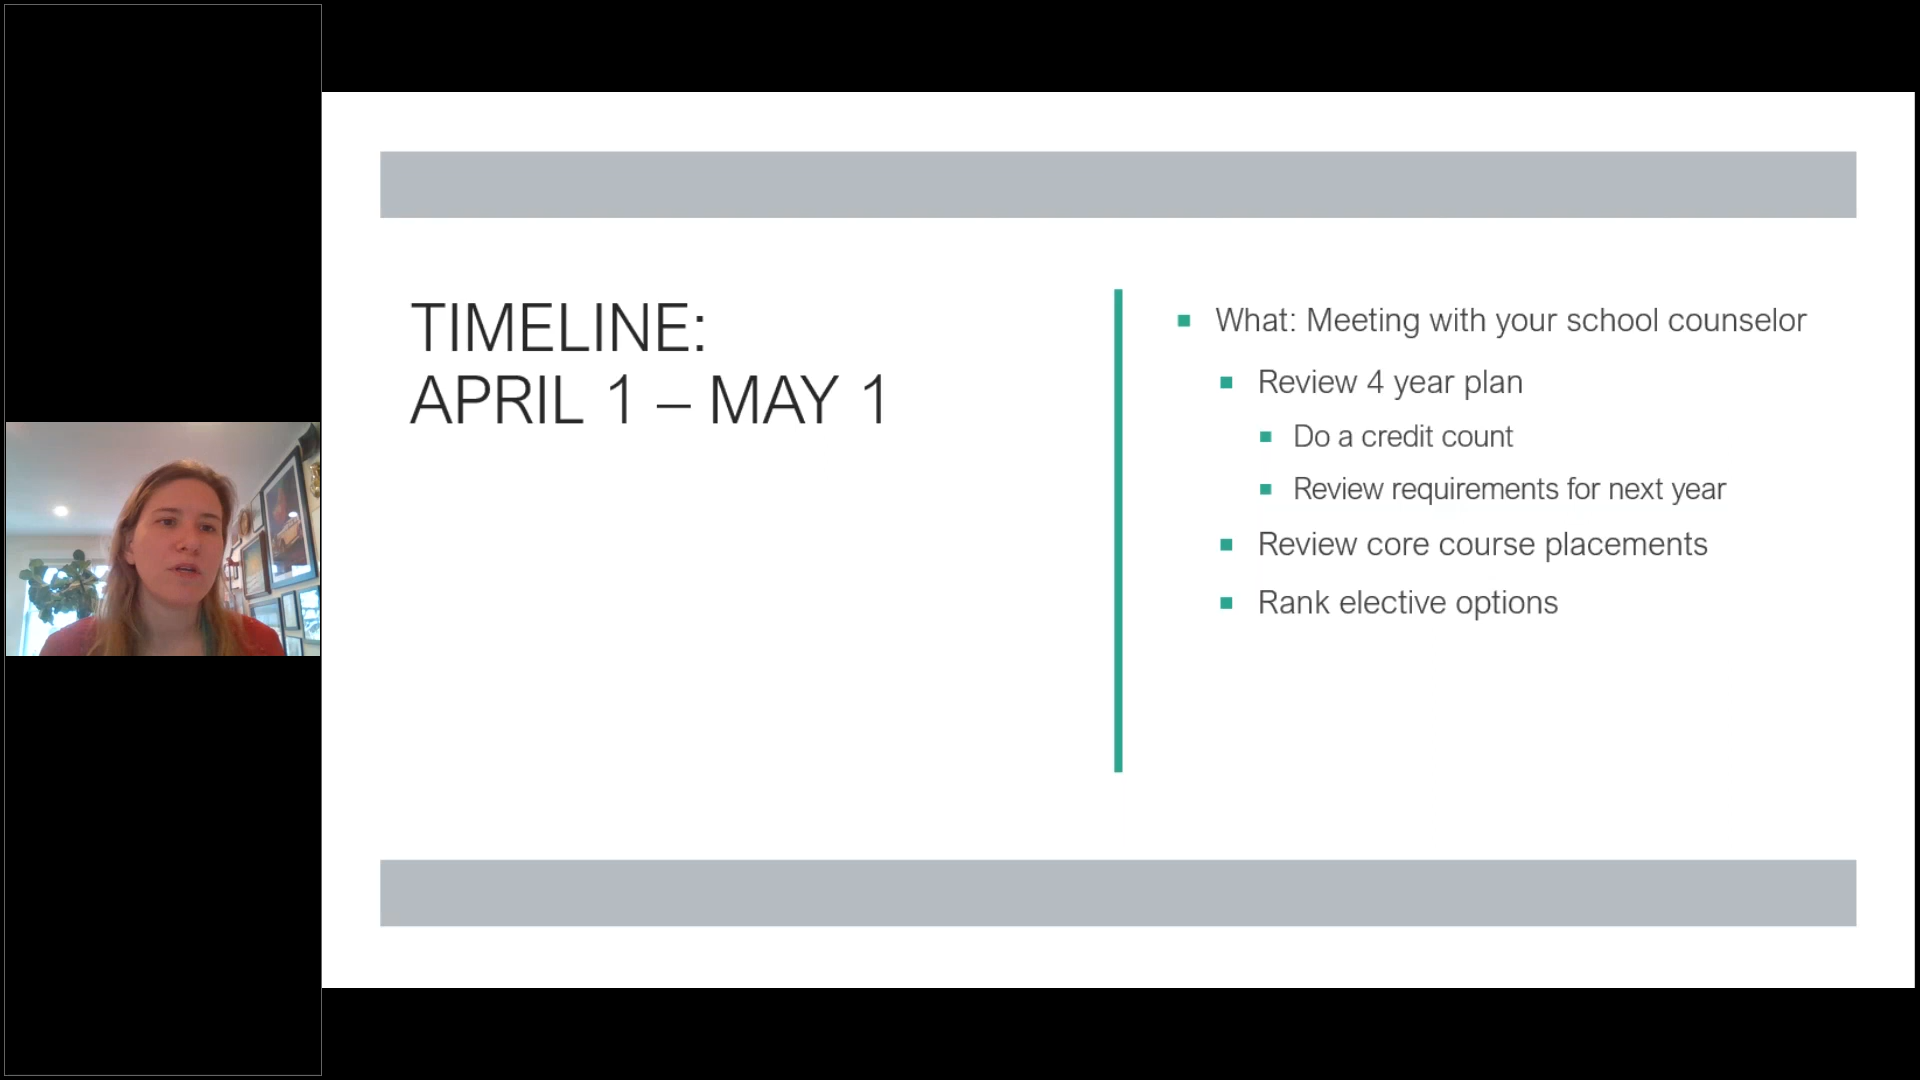 TIMELINE:
APRIL 1 – MAY 1
What: Meeting with your school counselor
Review 4 year plan
Do a credit count
Review requirements for next year
Review core course placements
Rank elective options